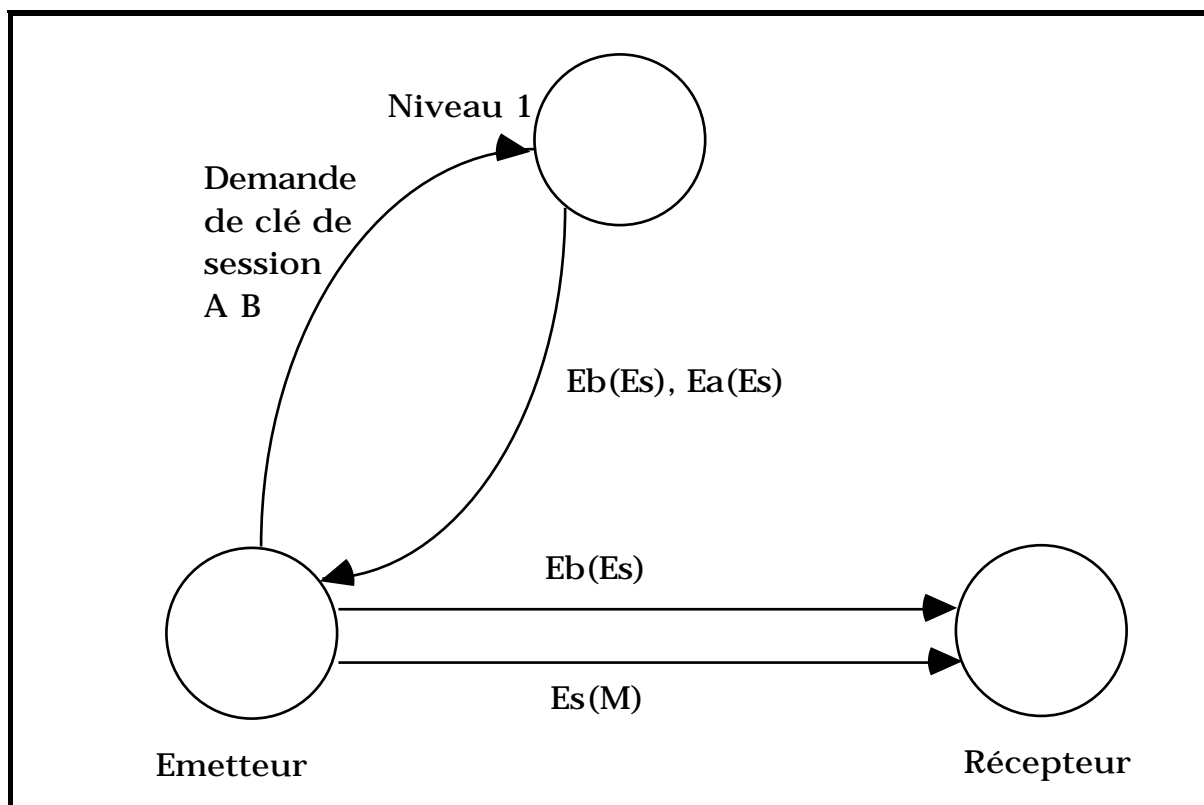 Niveau 1
Demande
de clé de
session
A B
Eb(Es), Ea(Es)
Eb(Es)
Es(M)
Emetteur
Récepteur